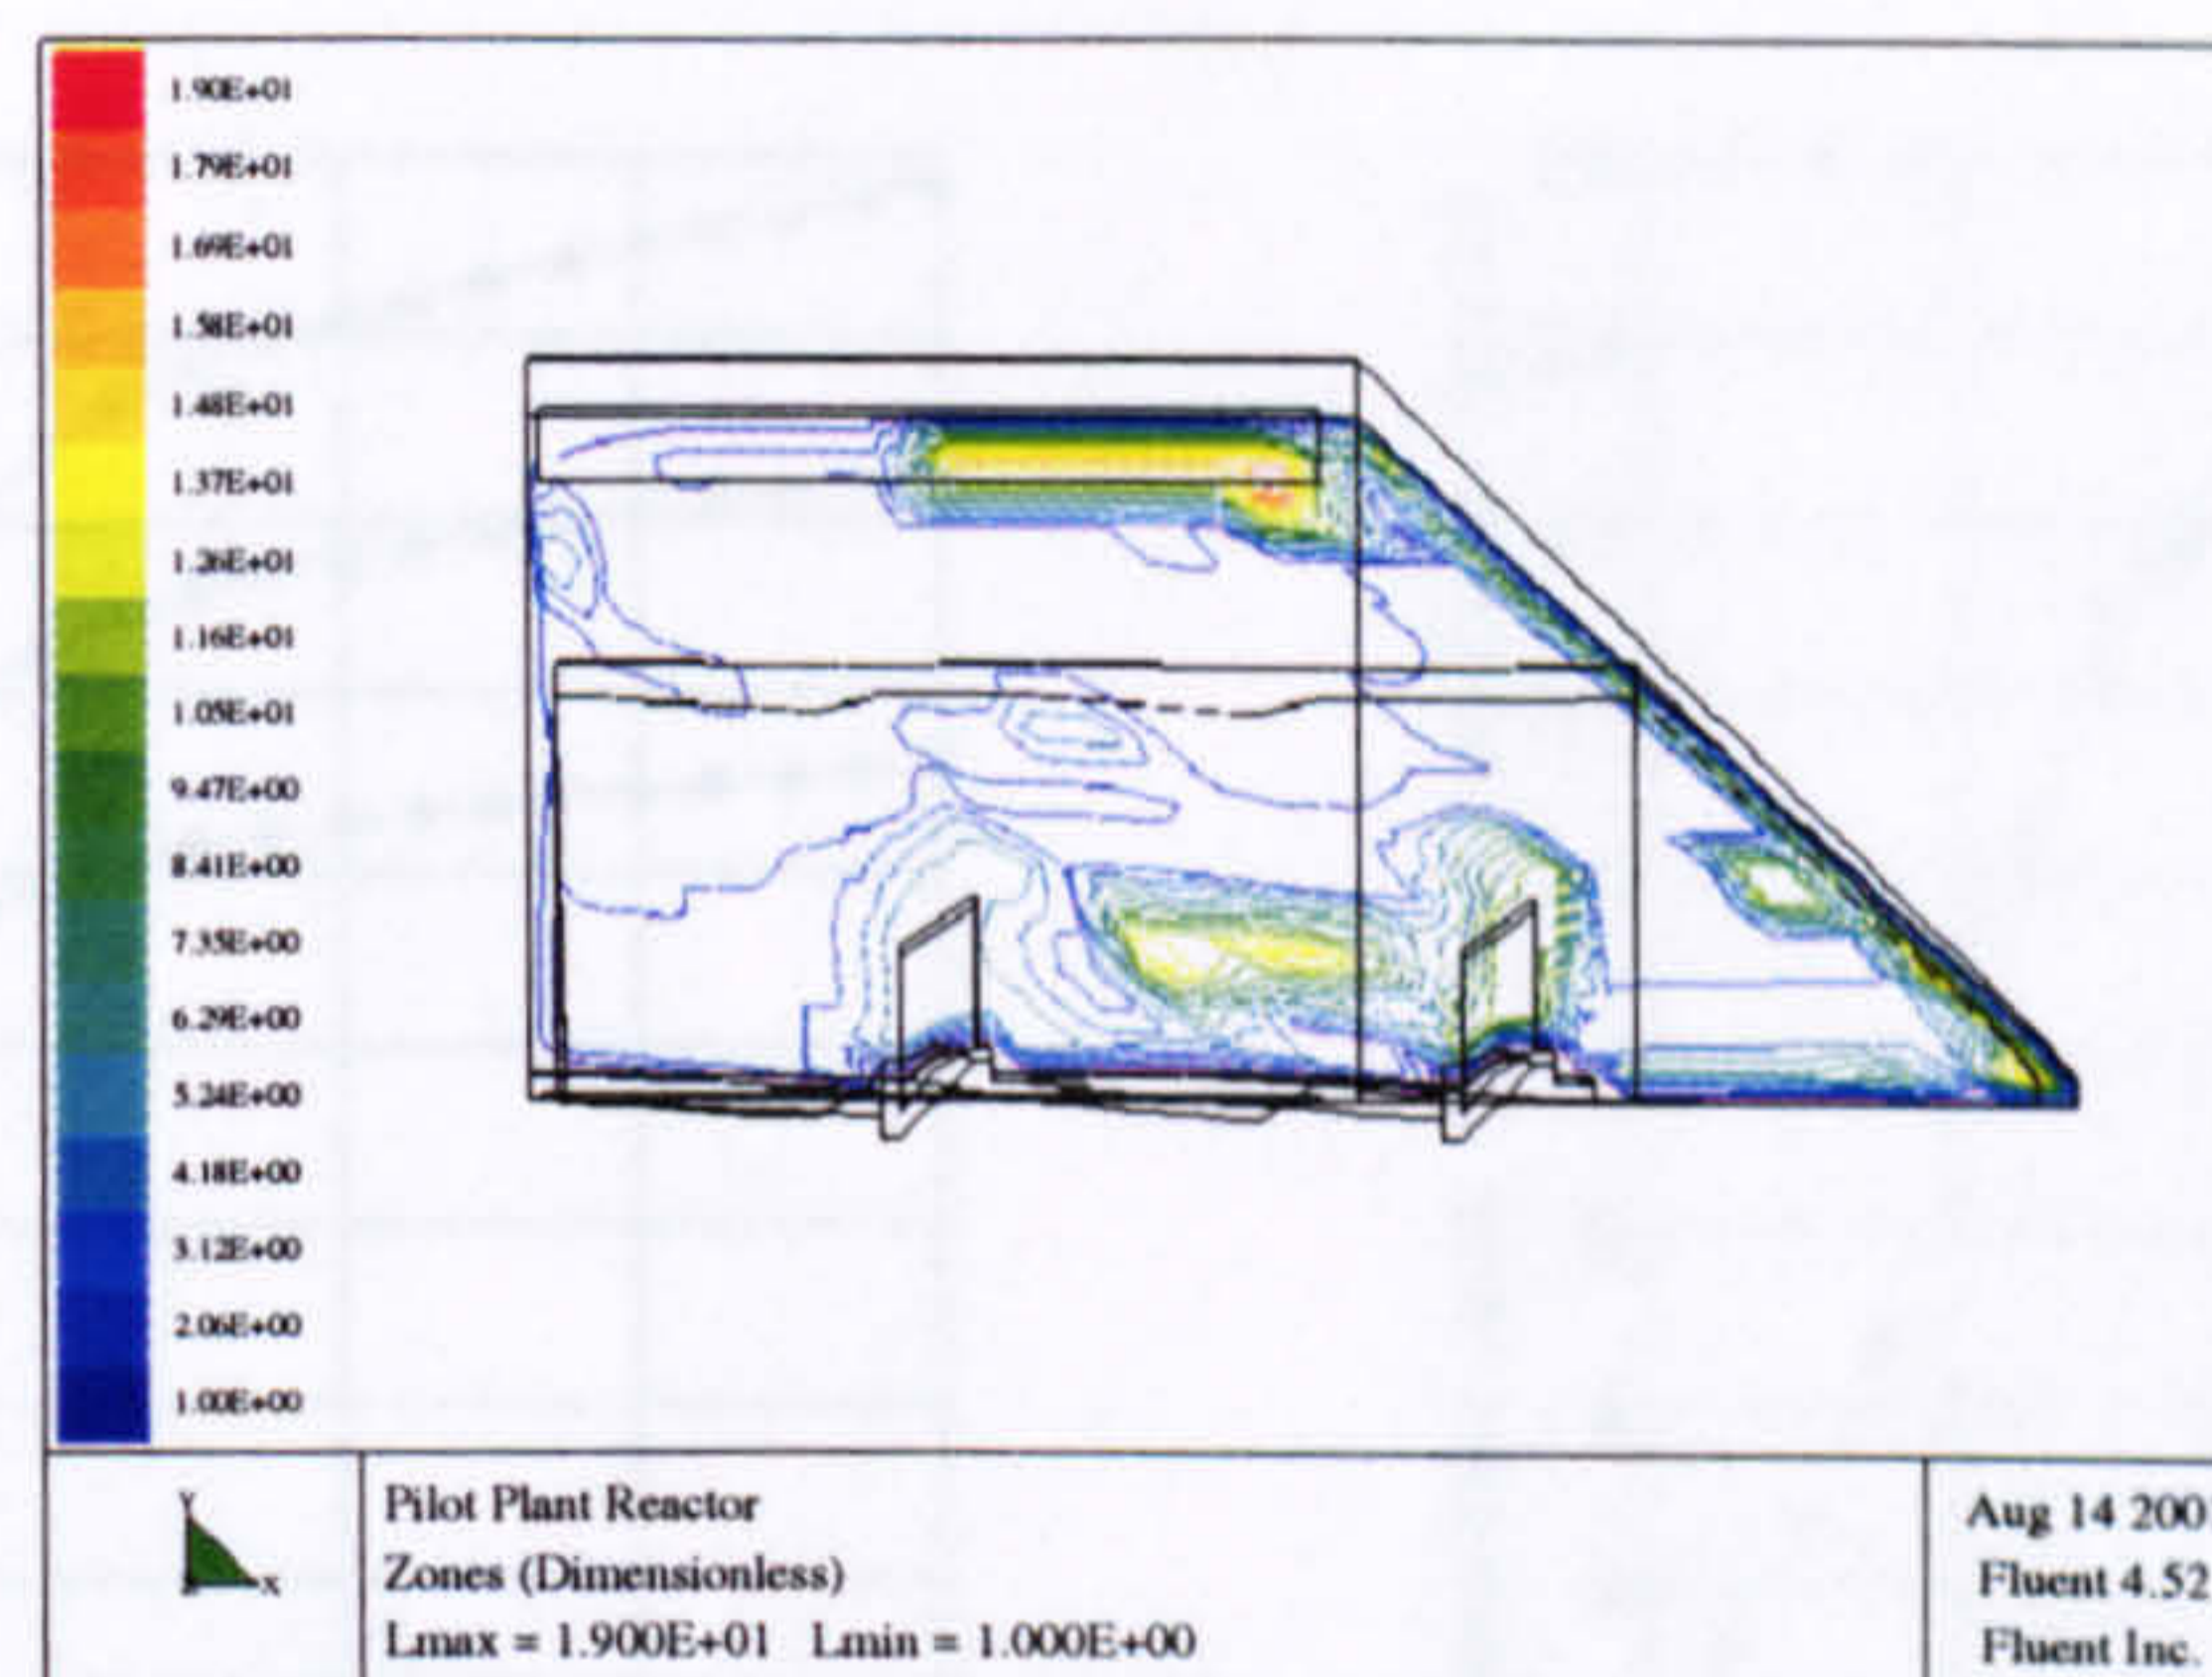 1.90E+01
1.79E+01
1.69E+01
1.58E+01
1.48E+01
1.37E+01
1.26E+01
1.16E+01
1.05E+01
9.47E+00
8.41E+00
7.35E+00
6.29E+00
5.24E+00
4.18E+00
3.12E+00
2.06E+00
1.00E+00
Y
X
Pilot Plant Reactor
Zones (Dimensionless)
Lmax = 1.900E+01 Lmin = 1.000E+00
Aug 14 200
Fluent 4.52
Fluent Inc.